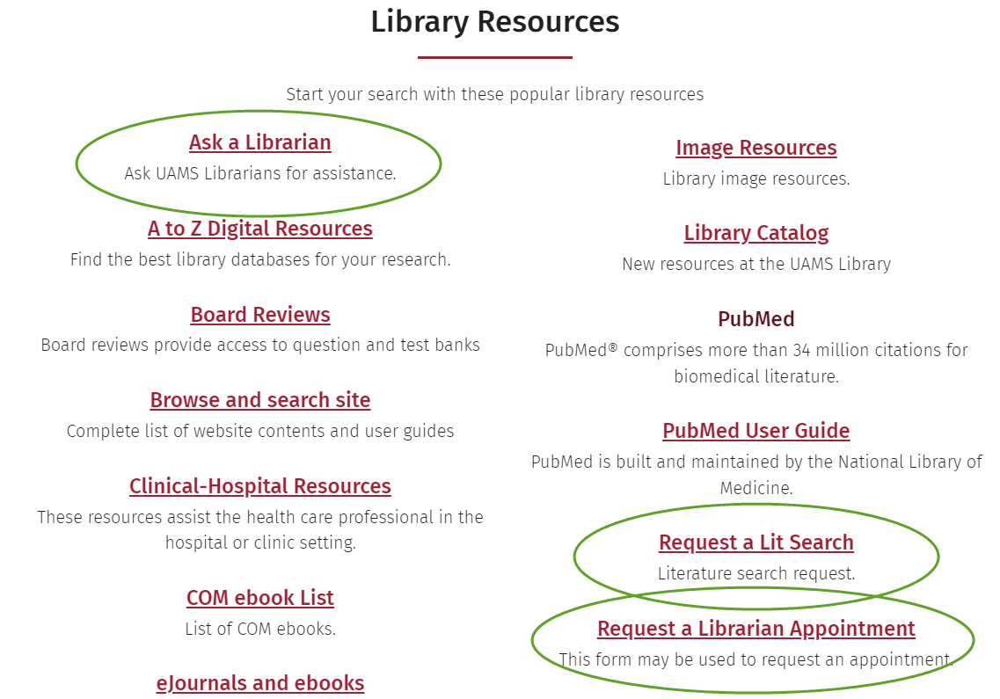 Library Resources
Start your search with these popular library resources
Ask a Librarian
Ask UAMS Librarians for assistance.
A to Z Digital Resources
Find the best library databases for your research.
Board Reviews
Board reviews provide access to question and test banks
Browse and search site
Complete list of website contents and user guides
Clinical-Hospital Resources
These resources assist the health care professional in the
hospital or clinic setting.
COM ebook List
List of COM ebooks.
eJournals and ebooks
Image Resources
Library image resources.
Library Catalog
New resources at the UAMS Library
PubMed
PubMed® comprises more than 34 million citations for
biomedical literature.
PubMed User Guide
PubMed is built and maintained by the National Library of
Medicine.
Request a Lit Search
Literature search request.
Request a Librarian Appointment
This form may be used to request an appointment.